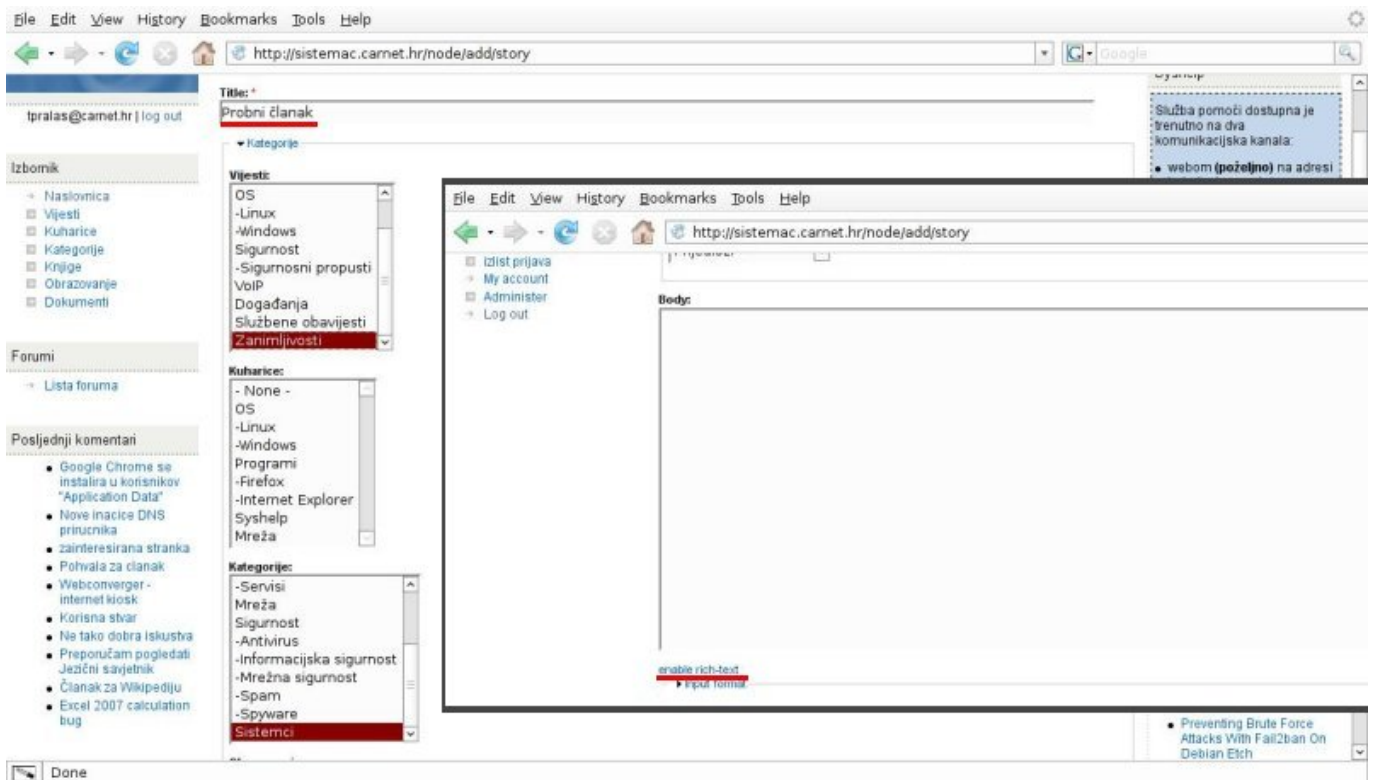 File Edit View History Bookmarks Tools Help
http://sistemac.carnet.hr/node/add/story
Google
tpralas@carnet.hr | log out
Izbornik
Naslovnica
Vijesti
Kuharice
Kategorije
Knjige
Obrazovanje
Dokumenti
Forumi
Lista foruma
Posljednji komentari
Google Chrome se
instalira u korisnikov
"Application Data"
Nove inacice DNS
prirucnika
zainteresirana stranka
Pohvala za clanak
Webconverger -
internet kiosk
Korisna stvar
Ne tako dobra iskustva
Preporučam pogledati
Jezični savjetnik
Članak za Wikipediju
Excel 2007 calculation
bug
Title: *
Probni članak
Kategorije
Vijesti:
OS
-Linux
-Windows
Sigurnost
-Sigurnosni propusti
VoIP
Događanja
Službene obavijesti
Zanimljivosti
Kuharice:
- None -
OS
-Linux
-Windows
Programi
-Firefox
-Internet Explorer
Syshelp
Mreža
Kategorije:
-Servisi
Mreža
Sigurnost
-Antivirus
-Informacijska sigurnost
-Mrežna sigurnost
-Spam
-Spyware
Sistemci
Syshelp
Služba pomoći dostupna je
trenutno na dva
komunikacijska kanala:
webom (poželjno) na adresi
File Edit View History Bookmarks Tools Help
http://sistemac.carnet.hr/node/add/story
izlist prijava
My account
Administer
Log out
Body:
enable rich-text
Input format
Preventing Brute Force
Attacks With Fail2ban On
Debian Etch
Done